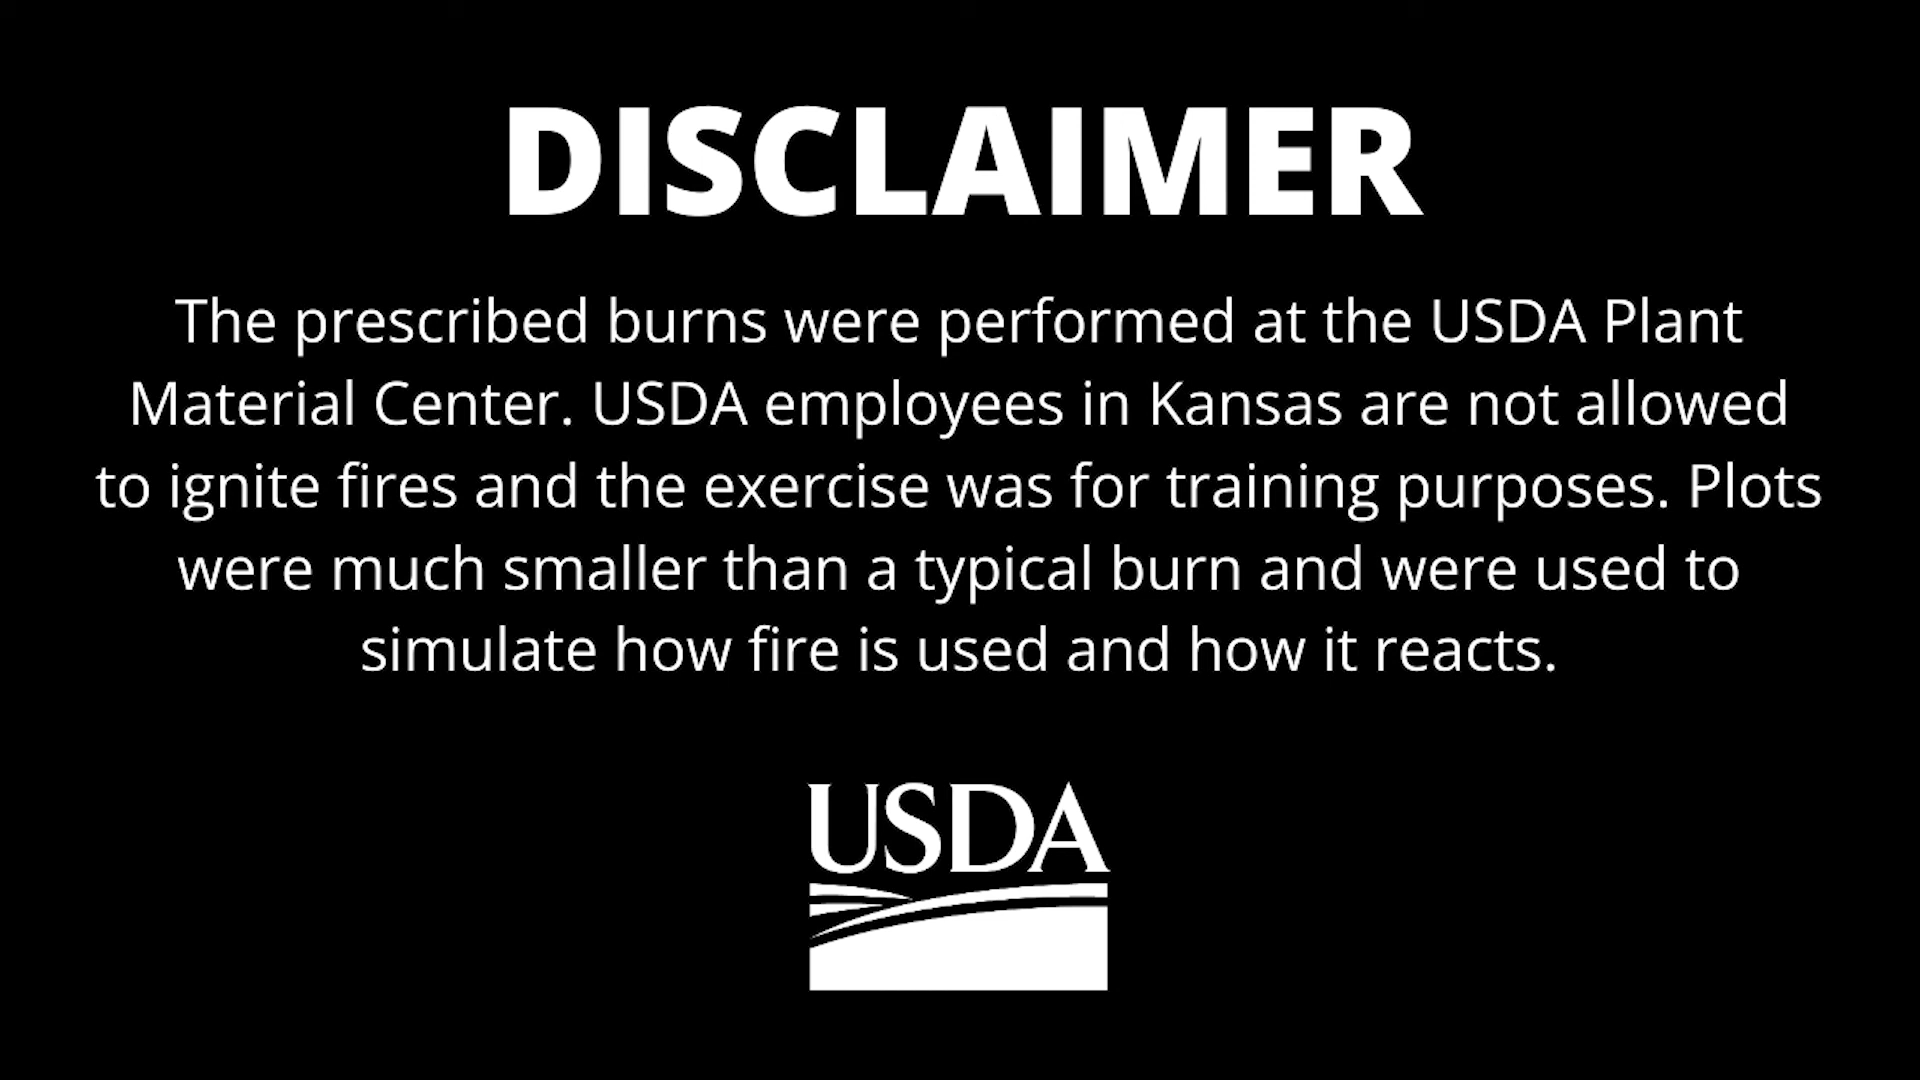 DISCLAIMER
The prescribed burns were performed at the USDA Plant
Material Center. USDA employees in Kansas are not allowed
to ignite fires and the exercise was for training purposes. Plots
were much smaller than a typical burn and were used to
simulate how fire is used and how it reacts.
USDA